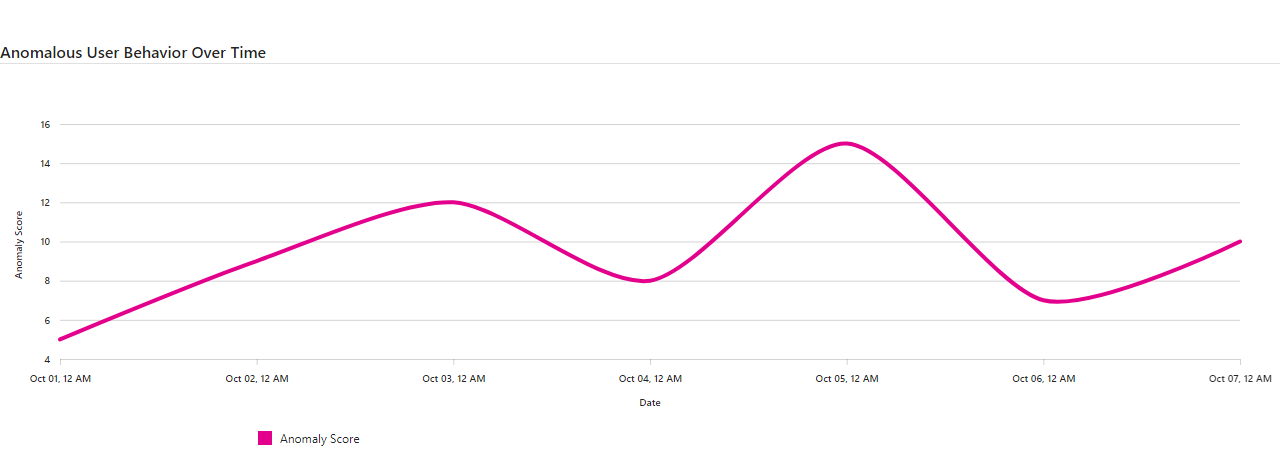 Anomalous User Behavior Over Time
16
14
12
10
8
6
4
Anomaly Score
Oct 01, 12 AM
Oct 02, 12 AM
Oct 03, 12 AM
Oct 04, 12 AM
Oct 05, 12 AM
Oct 06, 12 AM
Oct 07, 12 AM
Date
Anomaly Score